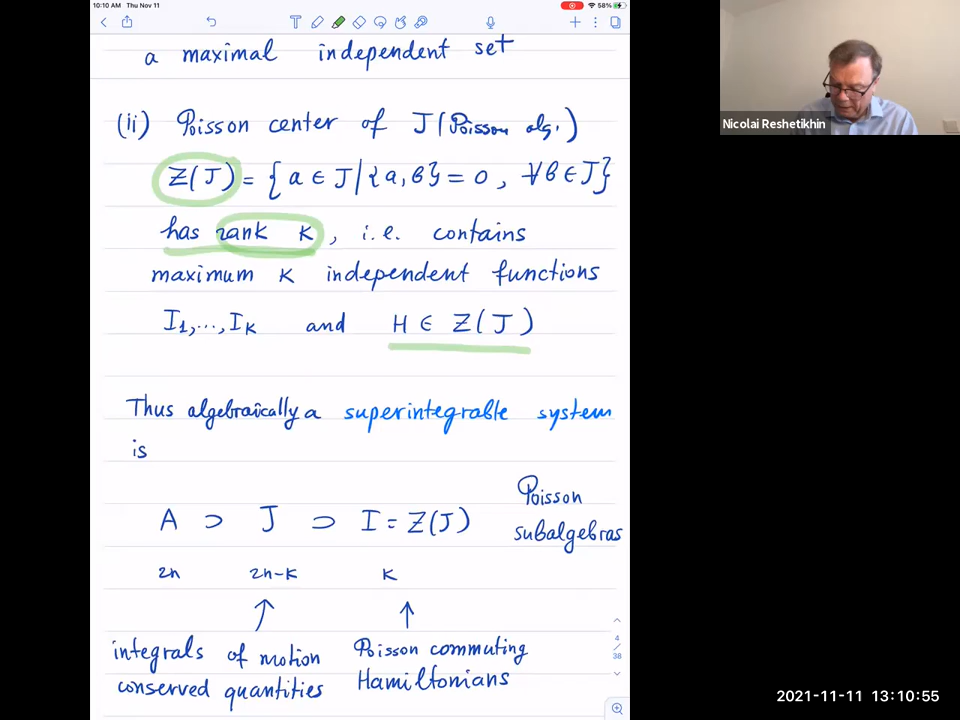 10:10 AM Thu Nov 11
58%
a maximal independent set
(ii) Poisson center of J (Poisson alg.)
Z(J) = { a ∈ J | {a, b} = 0, ∀b ∈ J}
has rank k, i.e. contains
maximum k independent functions
I₁,..., Iₖ and H ∈ Z(J)
Thus algebraically a superintegrable system
is
Poisson
A ⊃ J ⊃ I = Z(J)
subalgebras
2n 2n-k k
↑ ↑
integrals of motion Poisson commuting
conserved quantities Hamiltonians
4
/
38
Nicolai Reshetikhin
2021-11-11 13:10:55